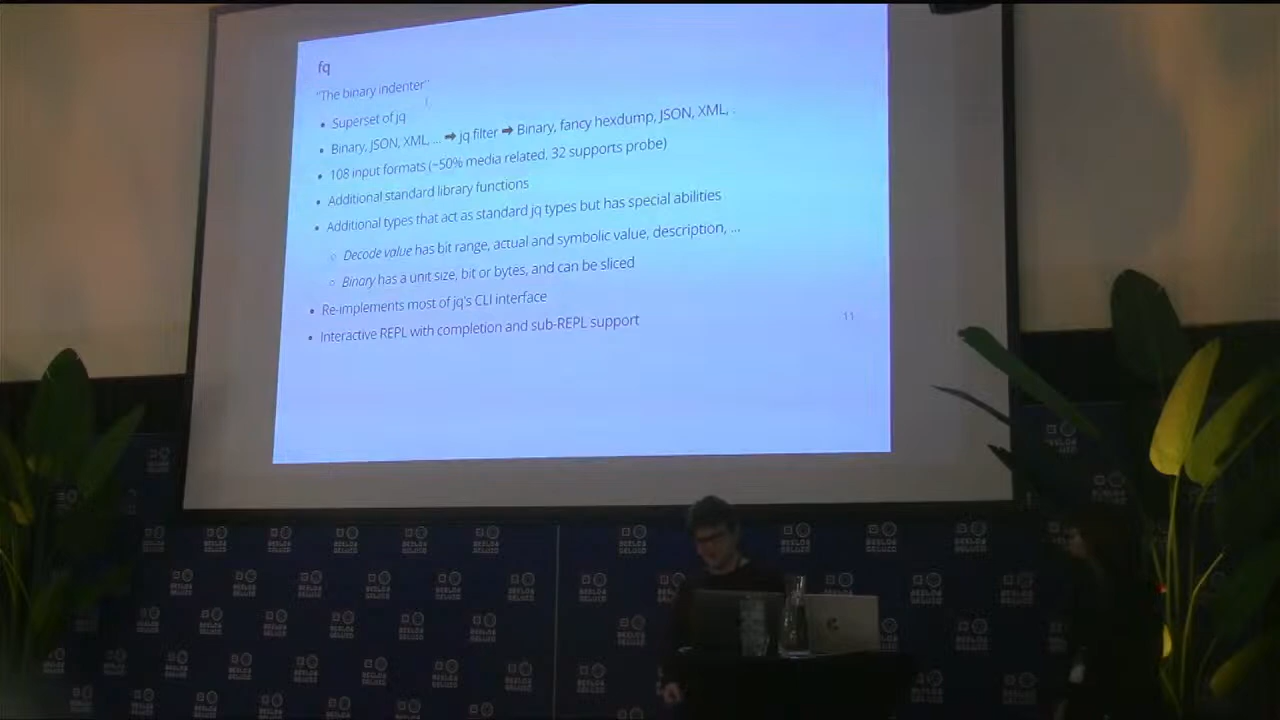 fq
"The binary indenter"
• Superset of jq
• Binary, JSON, XML, ... ➡ jq filter ➡ Binary, fancy hexdump, JSON, XML, .
• 108 input formats (~50% media related, 32 supports probe)
• Additional standard library functions
• Additional types that act as standard jq types but has special abilities
○ Decode value has bit range, actual and symbolic value, description, ...
○ Binary has a unit size, bit or bytes, and can be sliced
• Re-implements most of jq's CLI interface
• Interactive REPL with completion and sub-REPL support
11
BEELD&
GELUID